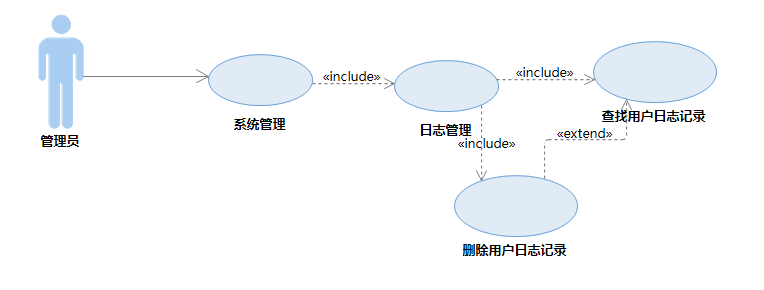 管理员
系统管理
«include»
日志管理
«include»
查找用户日志记录
«include»
«extend»
删除用户日志记录